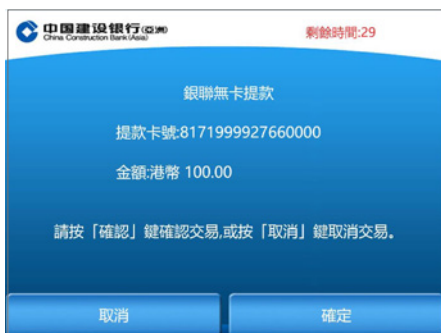 中国建设银行(亞洲)
China Construction Bank (Asia)
剩餘時間:29
銀聯無卡提款
提款卡號:8171999927660000
金額:港幣 100.00
請按「確認」鍵確認交易,或按「取消」鍵取消交易。
取消
確定